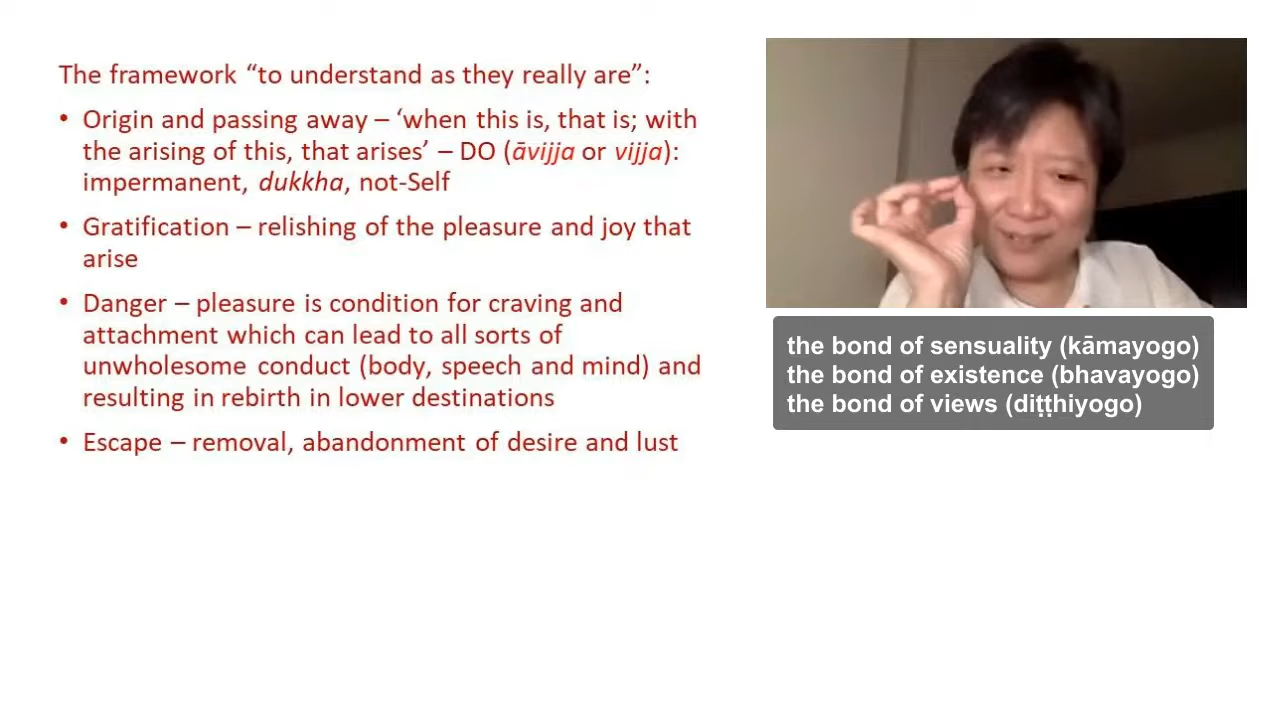 The framework “to understand as they really are”:
• Origin and passing away – ‘when this is, that is; with
the arising of this, that arises’ – DO (āvijja or vijja):
impermanent, dukkha, not-Self
• Gratification – relishing of the pleasure and joy that
arise
• Danger – pleasure is condition for craving and
attachment which can lead to all sorts of
unwholesome conduct (body, speech and mind) and
resulting in rebirth in lower destinations
• Escape – removal, abandonment of desire and lust
the bond of sensuality (kāmayogo)
the bond of existence (bhavayogo)
the bond of views (diṭṭhiyogo)